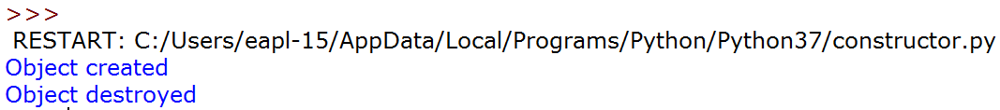 >>>
RESTART: C:/Users/eapl-15/AppData/Local/Programs/Python/Python37/constructor.py
Object created
Object destroyed